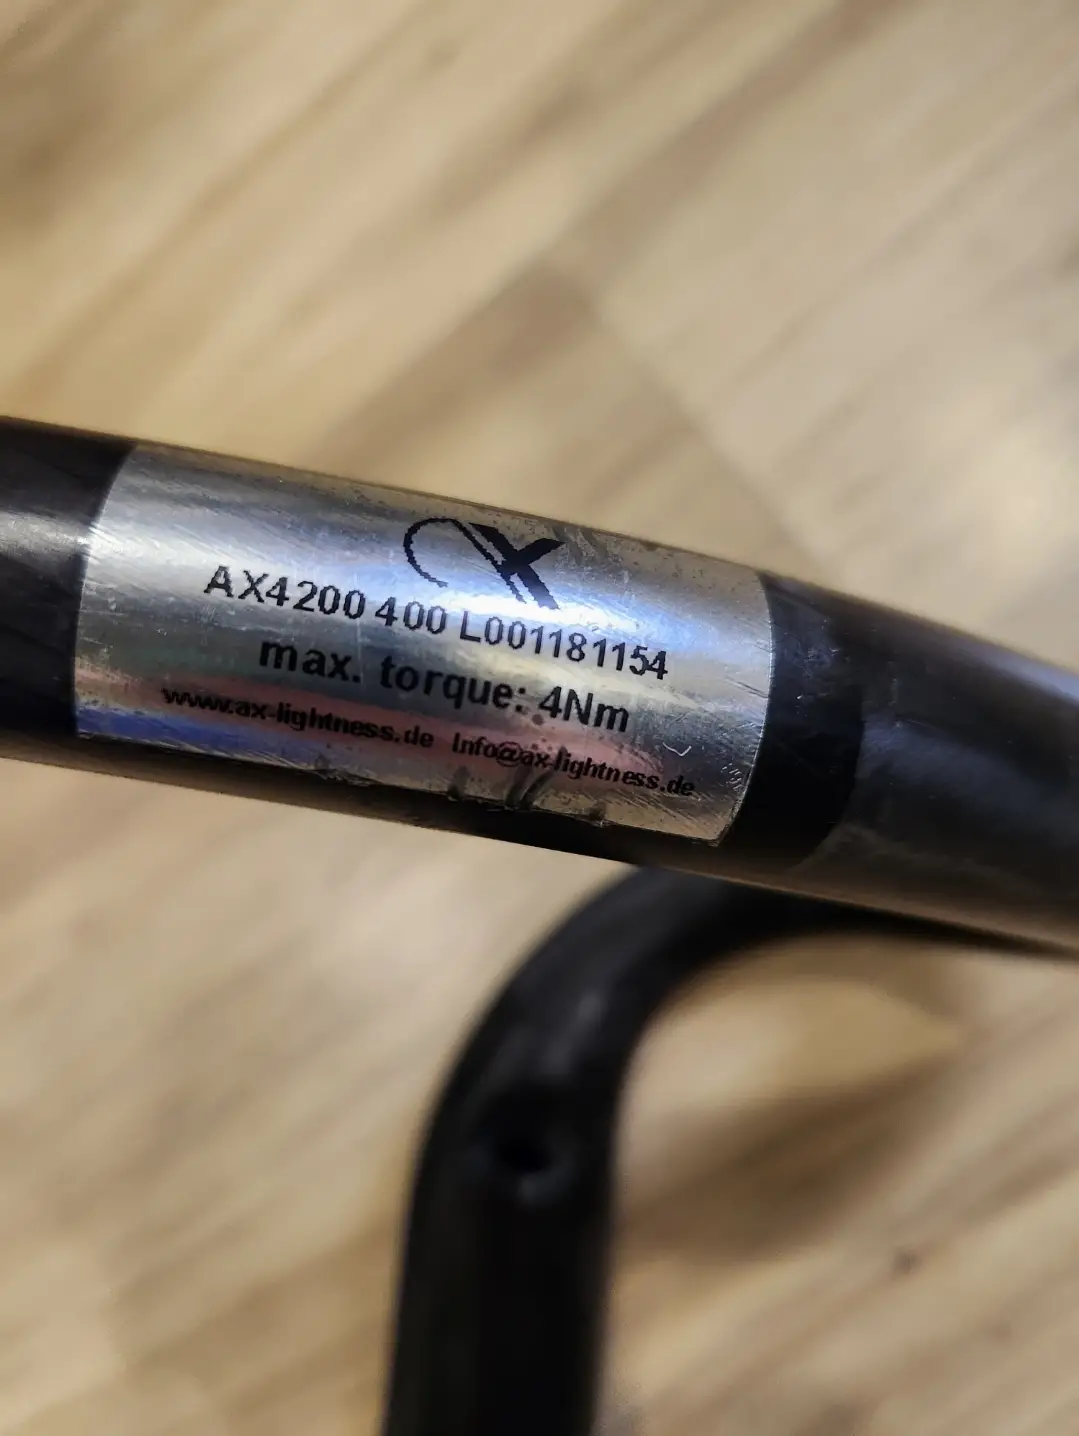 AX4200 400 L001181154
max. torque: 4Nm
www.ax-lightness.de Info@ax-lightness.de